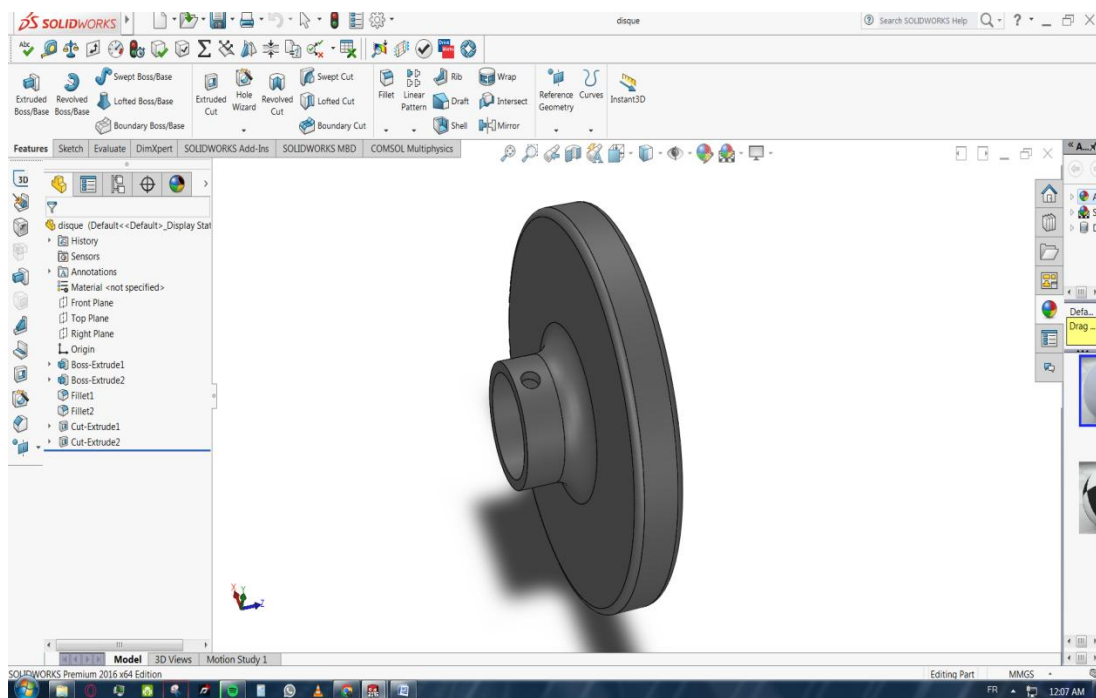 SOLIDWORKS
disque
Search SOLIDWORKS Help
Extruded Boss/Base
Revolved Boss/Base
Swept Boss/Base
Lofted Boss/Base
Boundary Boss/Base
Extruded Cut
Hole Wizard
Revolved Cut
Swept Cut
Lofted Cut
Boundary Cut
Fillet
Linear Pattern
Rib
Draft
Shell
Wrap
Intersect
Mirror
Reference Geometry
Curves
Instant3D
Features Sketch Evaluate DimXpert SOLIDWORKS Add-Ins SOLIDWORKS MBD COMSOL Multiphysics
« A...
3D
disque (Default<<Default>_Display Stat
History
Sensors
Annotations
Material <not specified>
Front Plane
Top Plane
Right Plane
Origin
Boss-Extrude1
Boss-Extrude2
Fillet1
Fillet2
Cut-Extrude1
Cut-Extrude2
Defa...
Drag ...
X Y Z
Model 3D Views Motion Study 1
SOLIDWORKS Premium 2016 x64 Edition
Editing Part MMGS
FR 12:07 AM